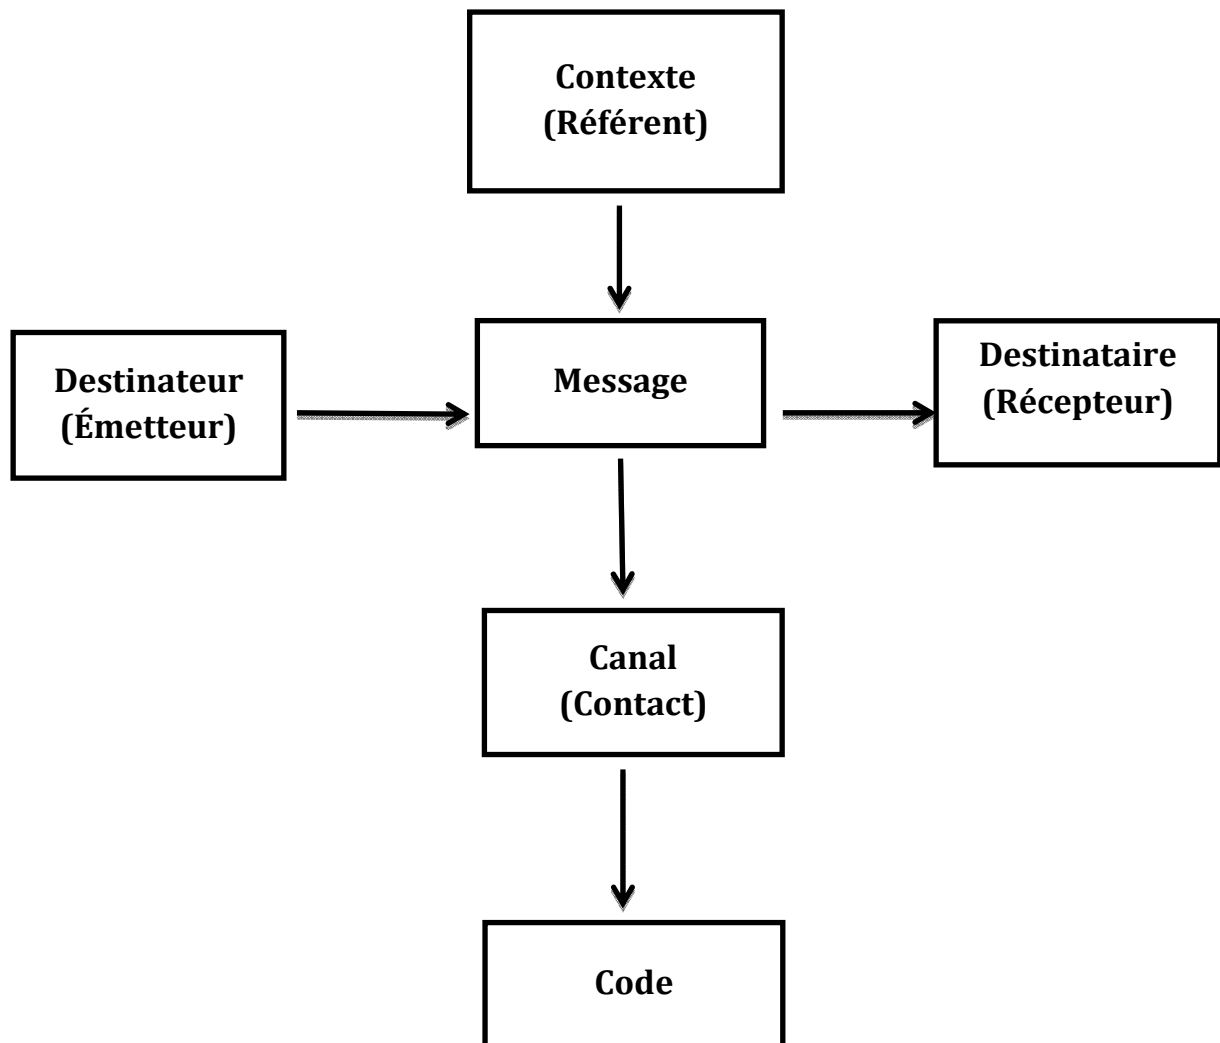 Contexte
(Référent)
Destinateur
(Émetteur)
Message
Destinataire
(Récepteur)
Canal
(Contact)
Code